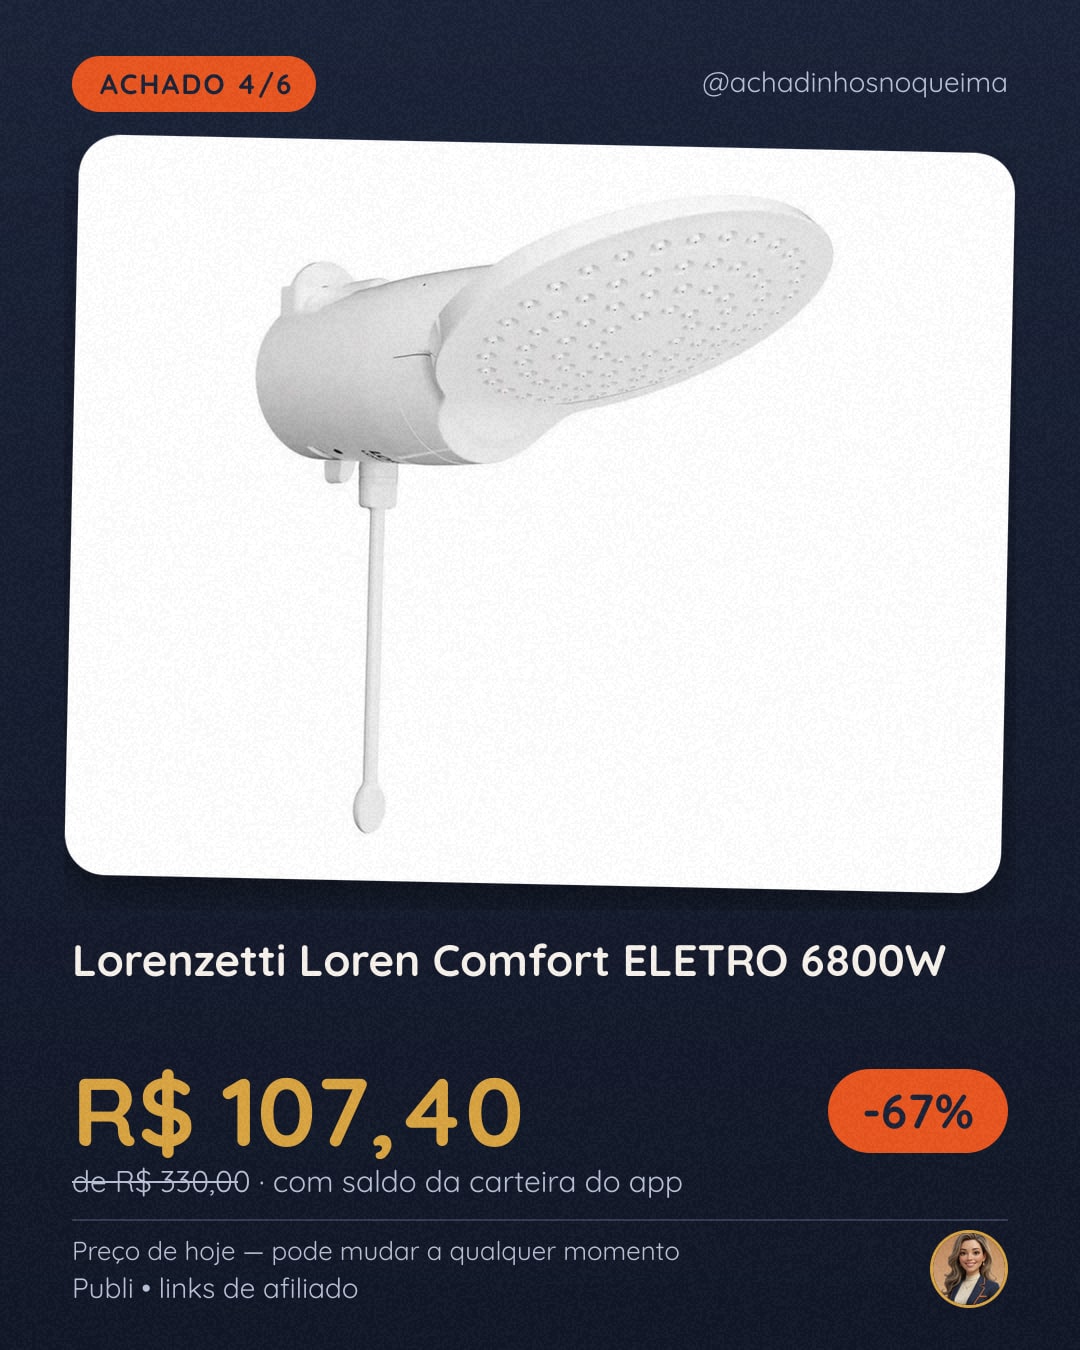 ACHADO 4/6
@achadinhosnoqueima
Lorenzetti Loren Comfort ELETRO 6800W
R$ 107,40
-67%
de R$ 330,00 · com saldo da carteira do app
Preço de hoje — pode mudar a qualquer momento
Publi • links de afiliado